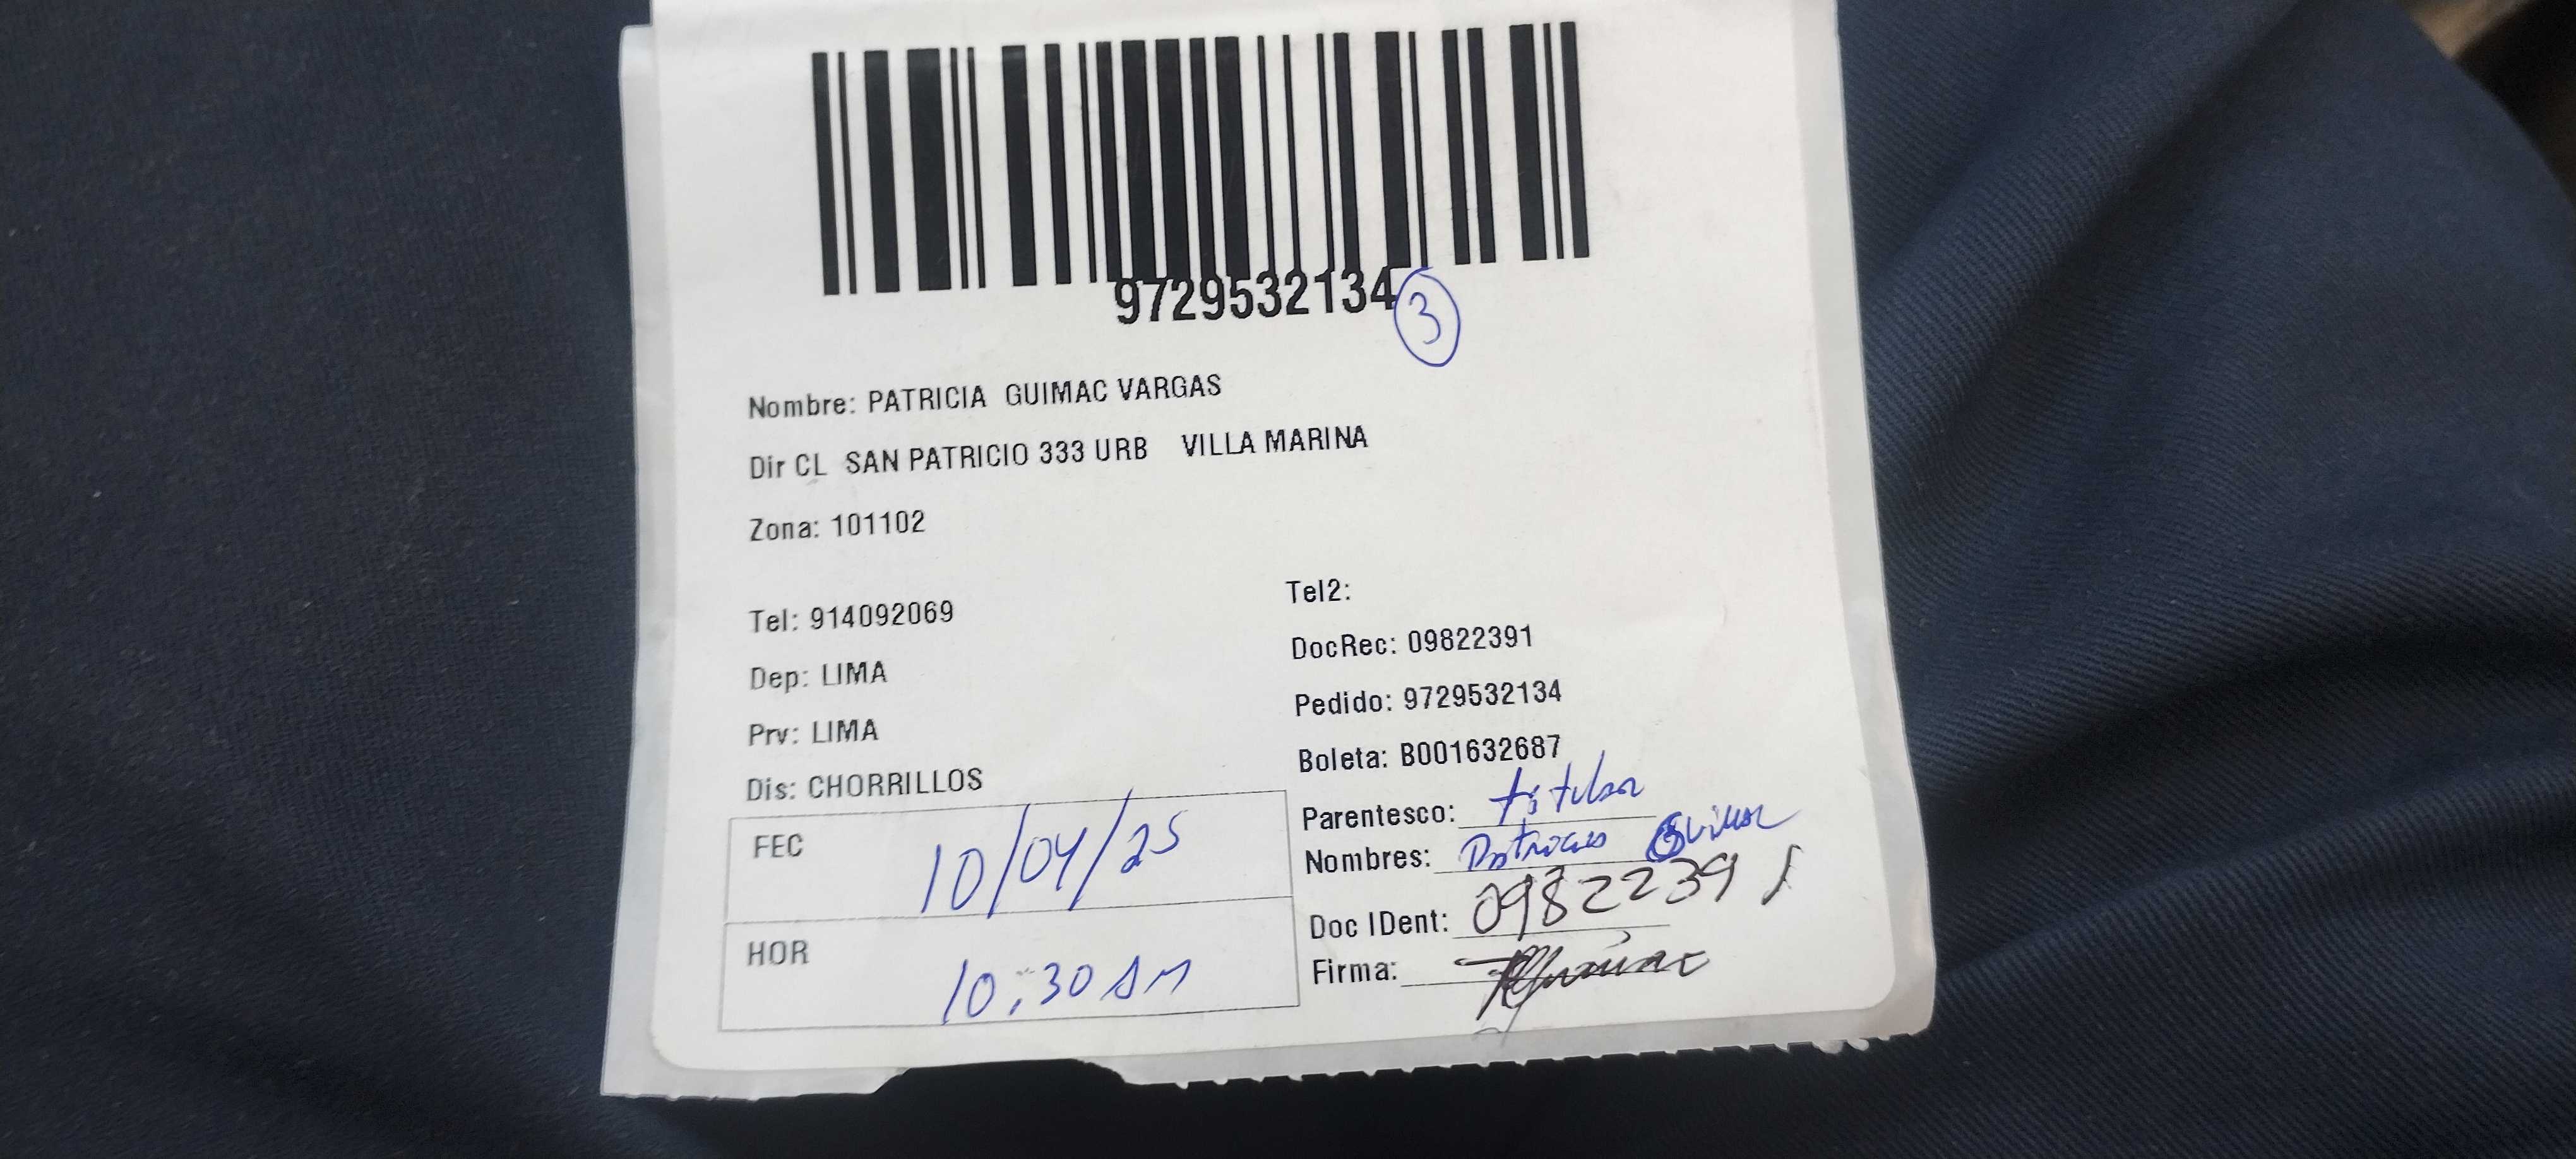 9729532134
3
Nombre: PATRICIA GUIMAC VARGAS
Dir CL SAN PATRICIO 333 URB VILLA MARINA
Zona: 101102
Tel: 914092069
Dep: LIMA
Prv: LIMA
Dis: CHORRILLOS
Tel2:
DocRec: 09822391
Pedido: 9729532134
Boleta: B001632687
Parentesco: titular
Nombres:
Doc IDent: 09822391
Firma:
FEC 10/04/25
HOR 10:30 AM